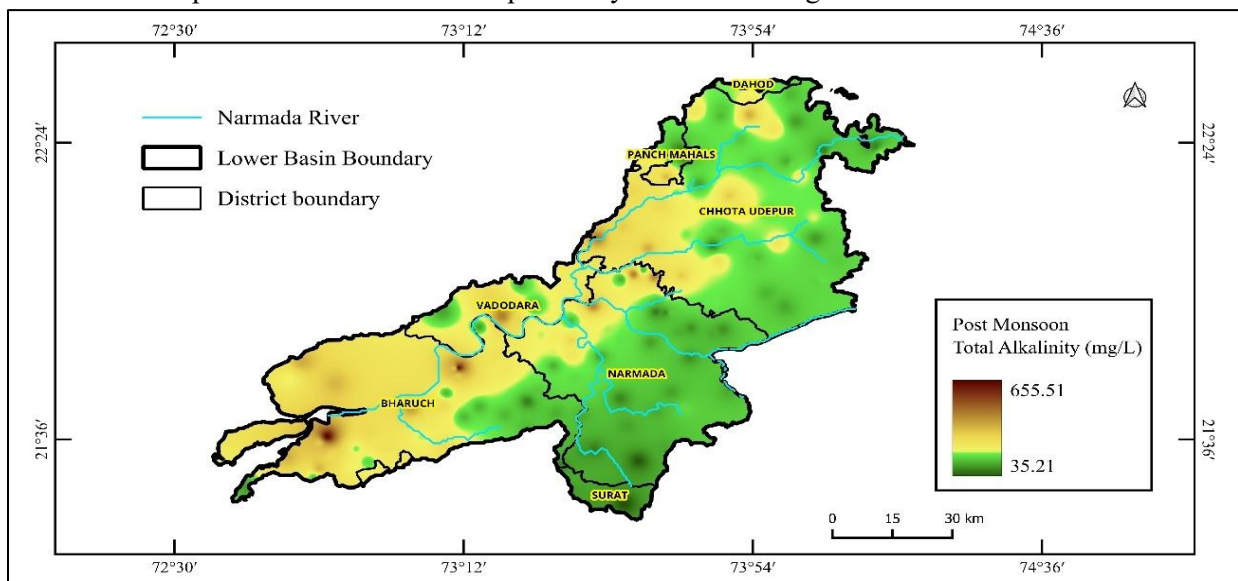 72°30′ 73°12′ 73°54′ 74°36′
DAHOD
Narmada River
22°24′ 22°24′
Lower Basin Boundary
PANCH MAHALS
District boundary
CHHOTA UDEPUR
VADODARA
Post Monsoon
Total Alkalinity (mg/L)
655.51
NARMADA
BHARUCH
21°36′ 21°36′
35.21
SURAT
0 15 30 km
72°30′ 73°12′ 73°54′ 74°36′